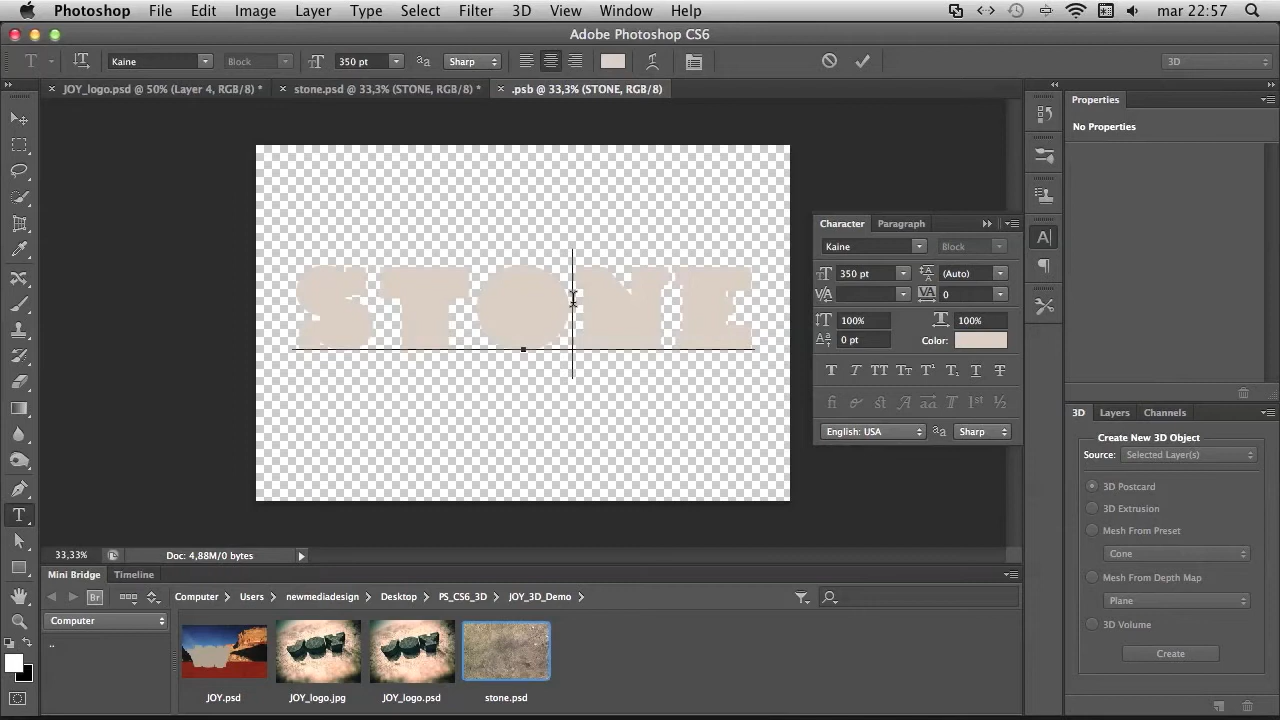 Photoshop File Edit Image Layer Type Select Filter 3D View Window Help mar 22:57
Adobe Photoshop CS6
T Kaine Block 350 pt Sharp 3D
JOY_logo.psd @ 50% (Layer 4, RGB/8) * stone.psd @ 33,3% (STONE, RGB/8) * .psb @ 33,3% (STONE, RGB/8)
Properties
No Properties
STONE
Character Paragraph
Kaine Block
350 pt (Auto)
0
100% 100%
0 pt Color:
English: USA Sharp
3D Layers Channels
Create New 3D Object
Source: Selected Layer(s)
3D Postcard
3D Extrusion
Mesh From Preset
Cone
Mesh From Depth Map
Plane
3D Volume
Create
33,33% Doc: 4,88M/0 bytes
Mini Bridge Timeline
Br Computer Users newmediadesign Desktop PS_CS6_3D JOY_3D_Demo
Computer
..
JOY JOY
JOY.psd JOY_logo.jpg JOY_logo.psd stone.psd